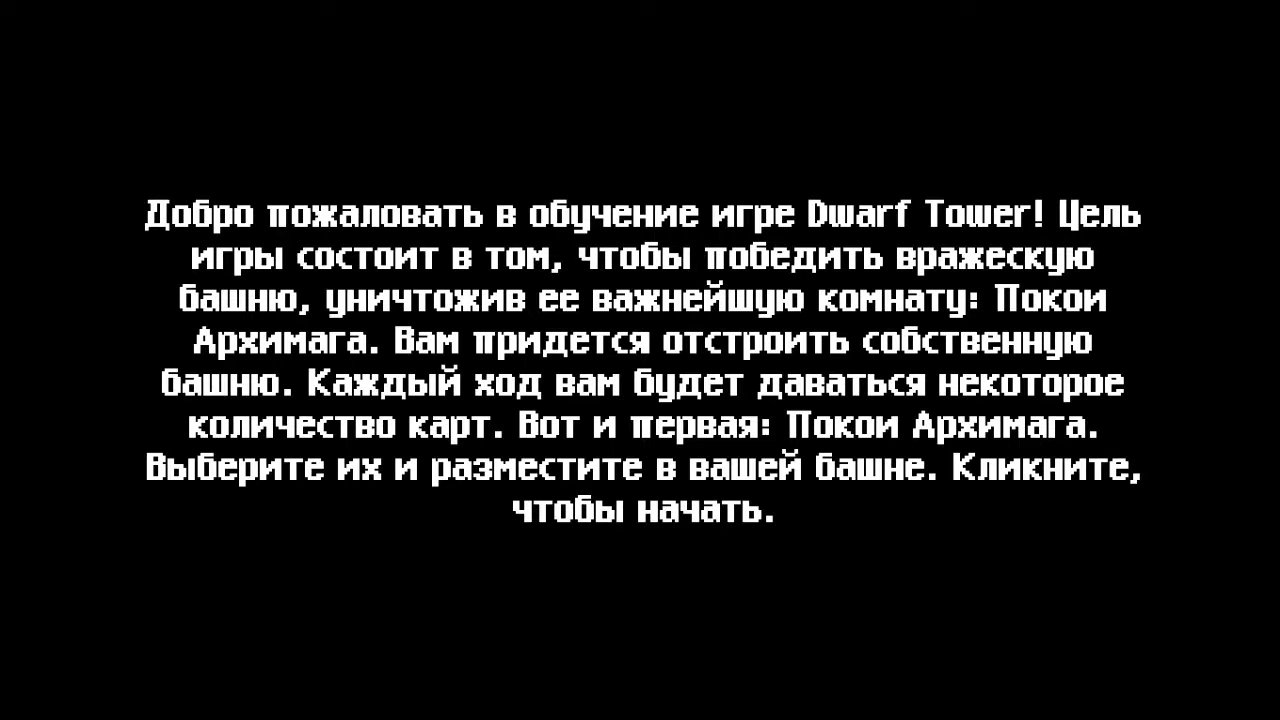 Добро пожаловать в обучение игре Dwarf Tower! Цель
игры состоит в том, чтобы победить вражескую
башню, уничтожив ее важнейшую комнату: Покои
Архимага. Вам придется отстроить собственную
башню. Каждый ход вам будет даваться некоторое
количество карт. Вот и первая: Покои Архимага.
Выберите их и разместите в вашей башне. Кликните,
чтобы начать.